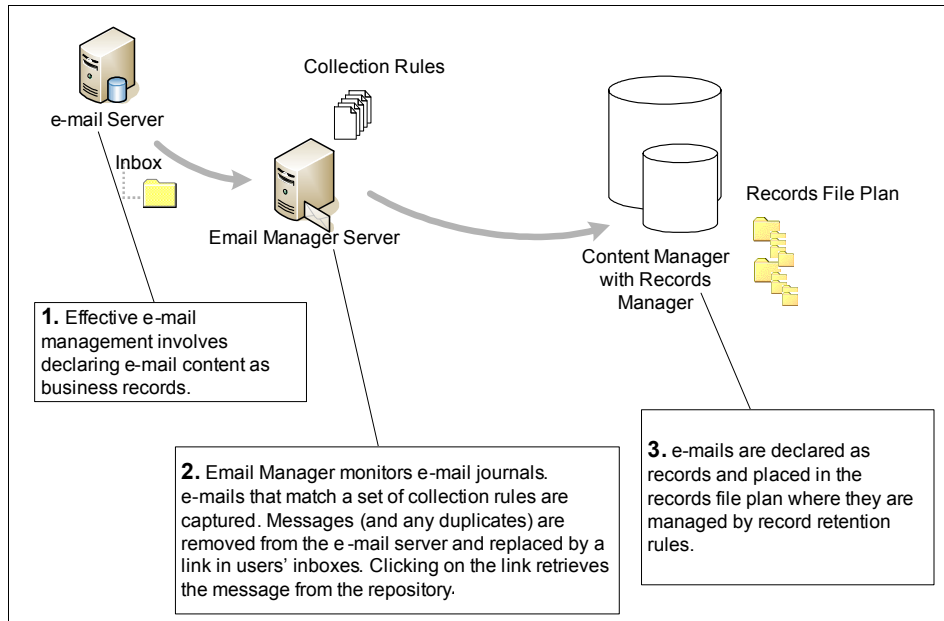 e-mail Server
Inbox
Collection Rules
Email Manager Server
Content Manager
with Records
Manager
Records File Plan
1. Effective e-mail
management involves
declaring e-mail content as
business records.
2. Email Manager monitors e-mail journals.
e-mails that match a set of collection rules are
captured. Messages (and any duplicates) are
removed from the e-mail server and replaced by a
link in users’ inboxes. Clicking on the link retrieves
the message from the repository.
3. e-mails are declared as
records and placed in the
records file plan where they are
managed by record retention
rules.